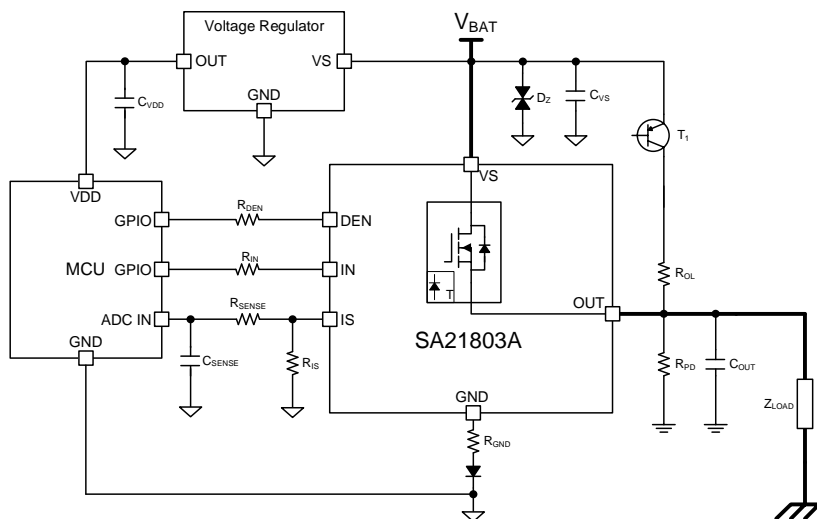 Voltage Regulator
VBAT
OUT
VS
GND
CVDD
DZ
CVS
T1
VDD
VS
GPIO
RDEN
DEN
MCU
GPIO
RIN
IN
T
ROL
RSENSE
OUT
ADC IN
IS
SA21803A
GND
CSENSE
RIS
RPD
COUT
GND
ZLOAD
RGND